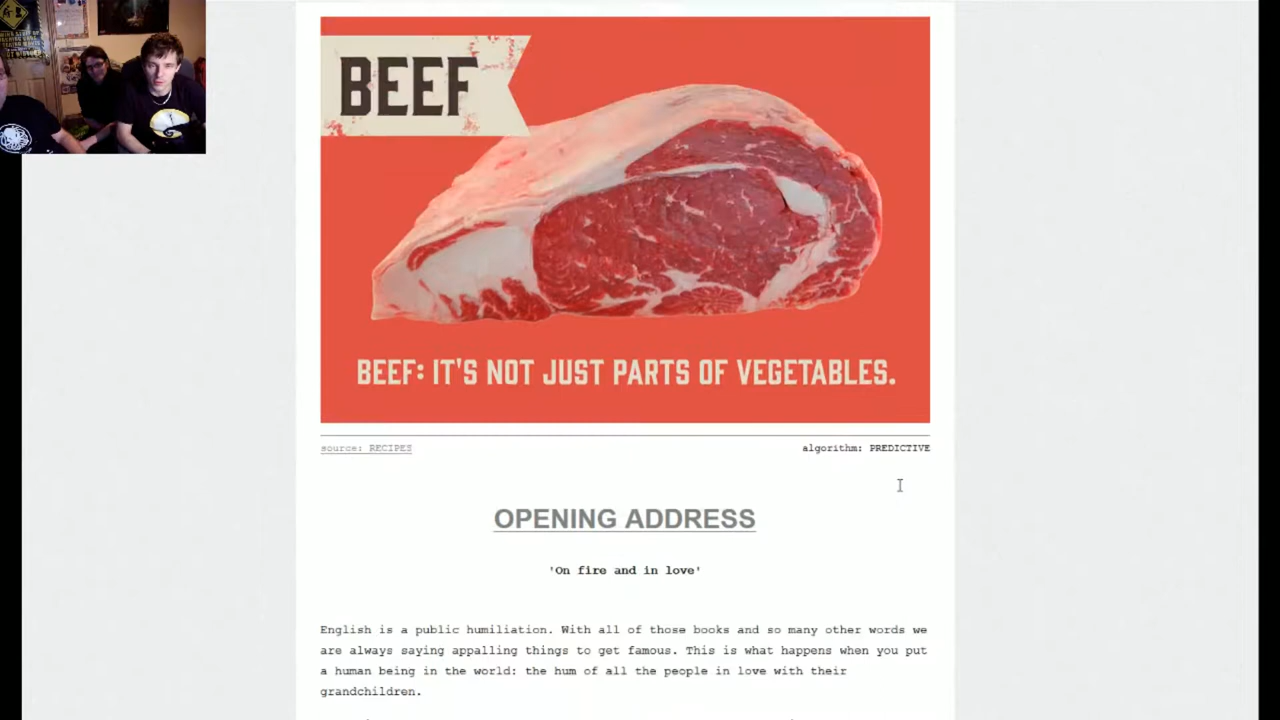 BEEF
BEEF: IT'S NOT JUST PARTS OF VEGETABLES.
source: RECIPES
algorithm: PREDICTIVE
OPENING ADDRESS
'On fire and in love'
English is a public humiliation. With all of those books and so many other words we
are always saying appalling things to get famous. This is what happens when you put
a human being in the world: the hum of all the people in love with their
grandchildren.